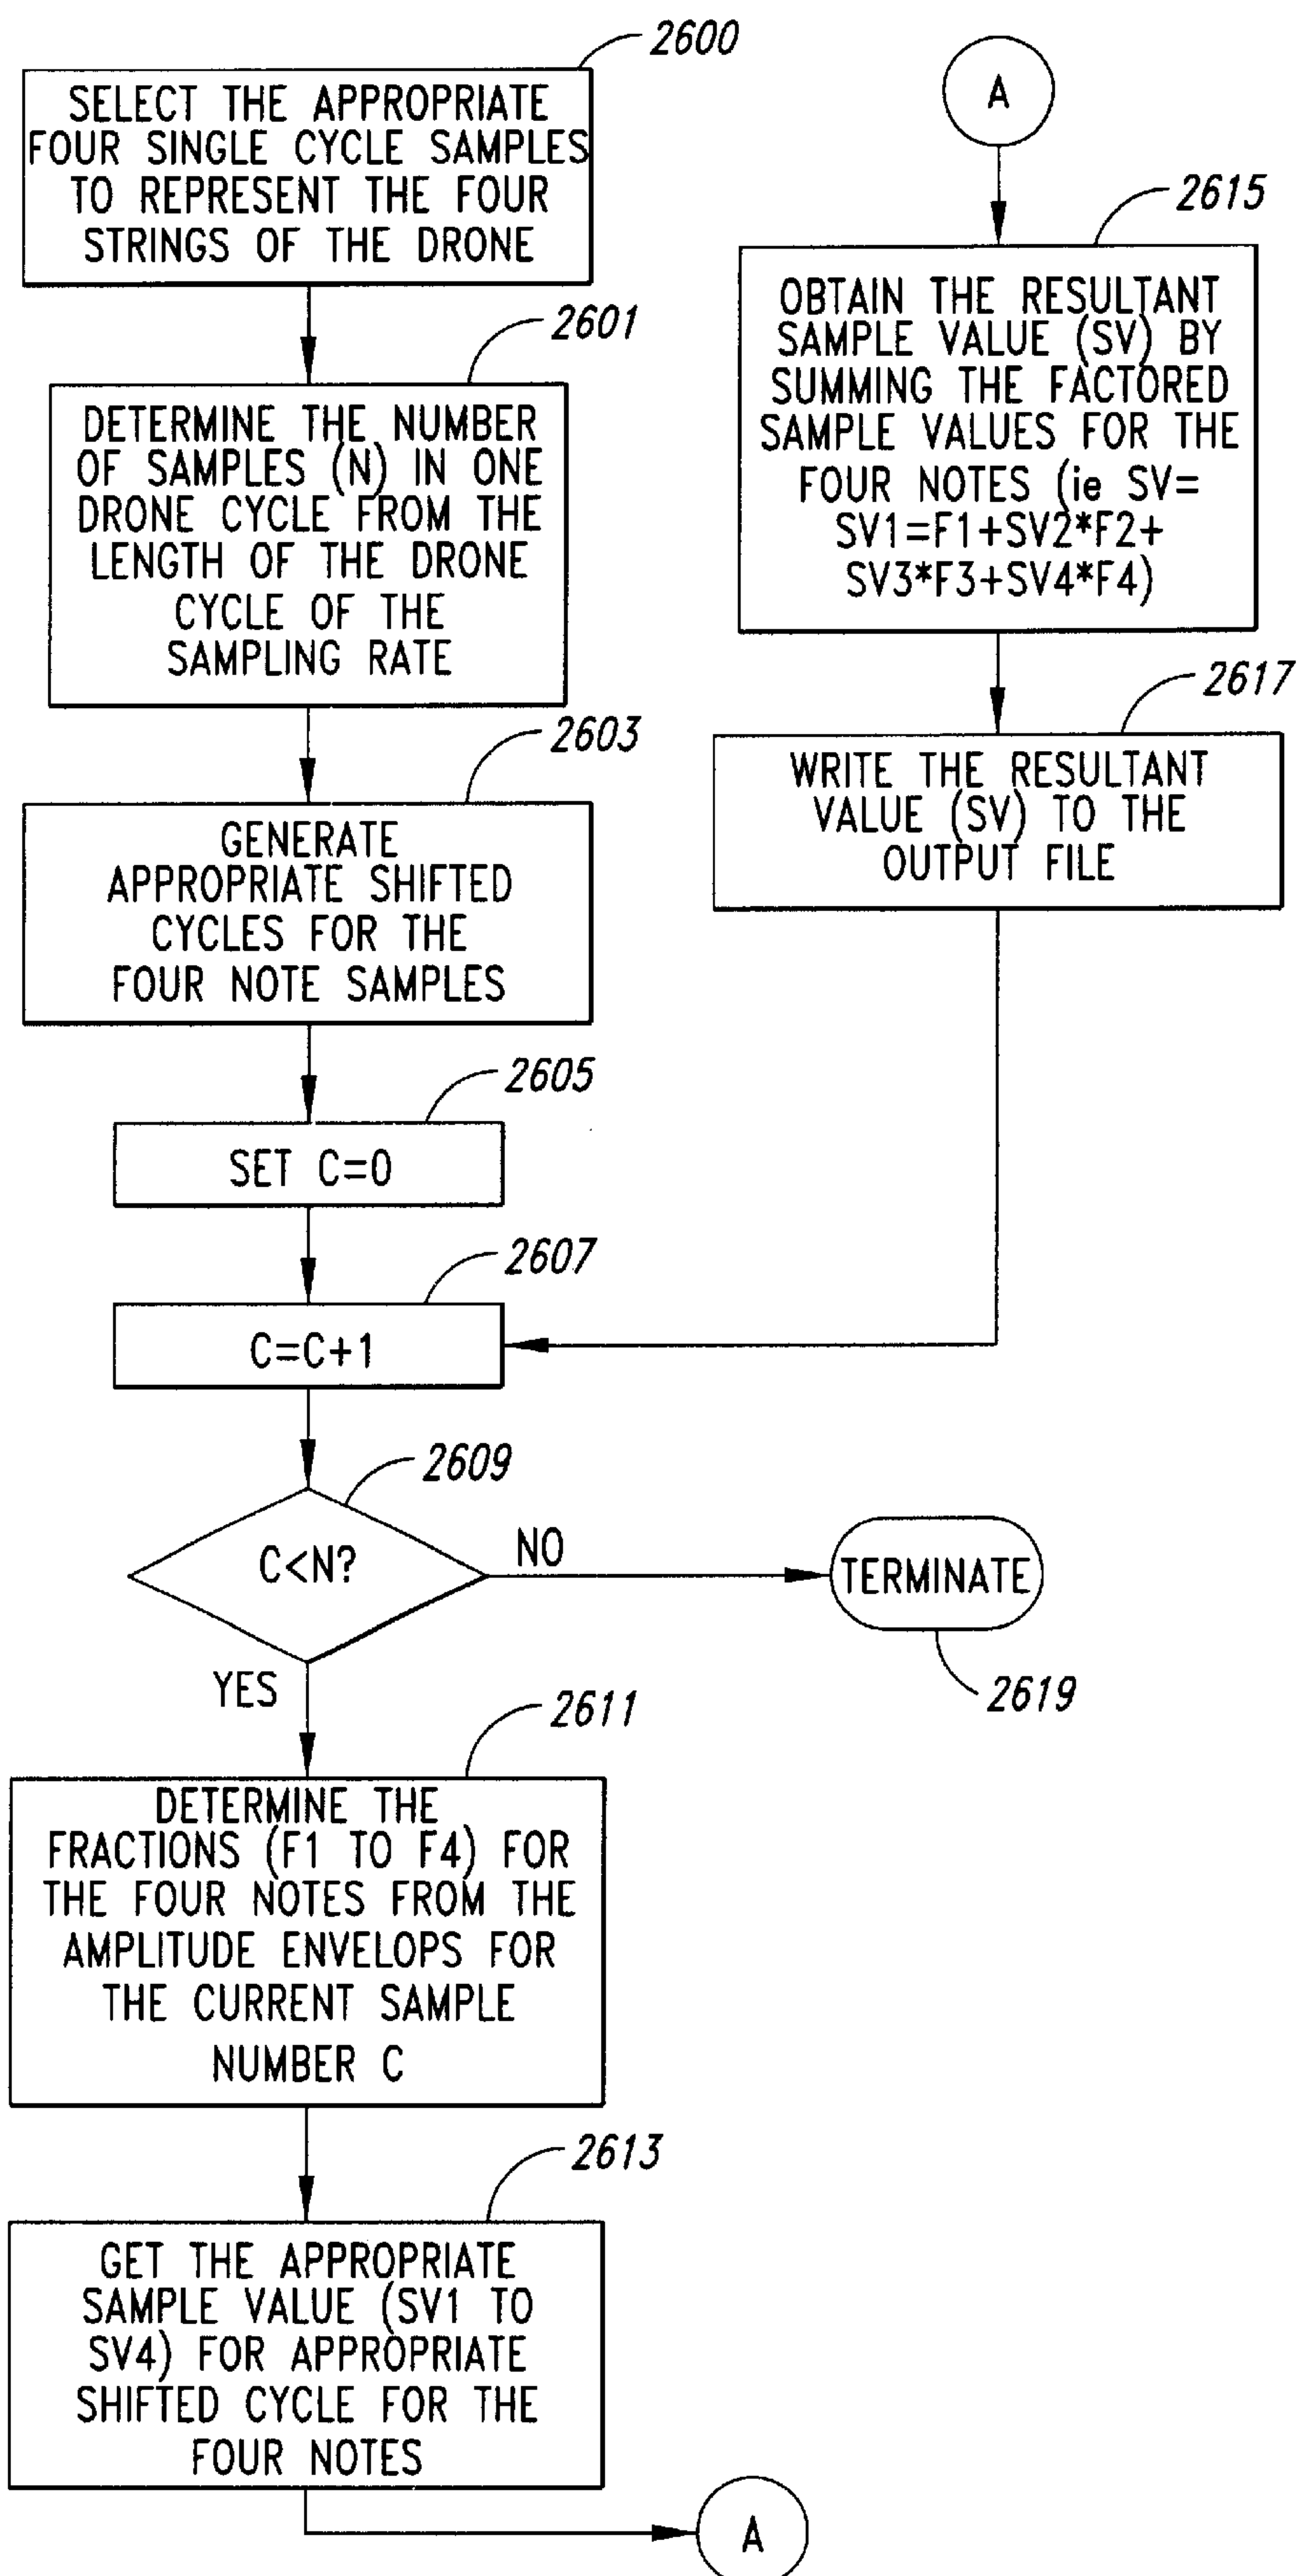 2600
SELECT THE APPROPRIATE
FOUR SINGLE CYCLE SAMPLES
TO REPRESENT THE FOUR
STRINGS OF THE DRONE
2601
DETERMINE THE NUMBER
OF SAMPLES (N) IN ONE
DRONE CYCLE FROM THE
LENGTH OF THE DRONE
CYCLE OF THE
SAMPLING RATE
2603
GENERATE
APPROPRIATE SHIFTED
CYCLES FOR THE
FOUR NOTE SAMPLES
2605
SET C=0
2607
C=C+1
2609
C<N?
NO
TERMINATE
2619
YES
2611
DETERMINE THE
FRACTIONS (F1 TO F4) FOR
THE FOUR NOTES FROM THE
AMPLITUDE ENVELOPS FOR
THE CURRENT SAMPLE
NUMBER C
2613
GET THE APPROPRIATE
SAMPLE VALUE (SV1 TO
SV4) FOR APPROPRIATE
SHIFTED CYCLE FOR THE
FOUR NOTES
A
A
2615
OBTAIN THE RESULTANT
SAMPLE VALUE (SV) BY
SUMMING THE FACTORED
SAMPLE VALUES FOR THE
FOUR NOTES (ie SV=
SV1=F1+SV2*F2+
SV3*F3+SV4*F4)
2617
WRITE THE RESULTANT
VALUE (SV) TO THE
OUTPUT FILE